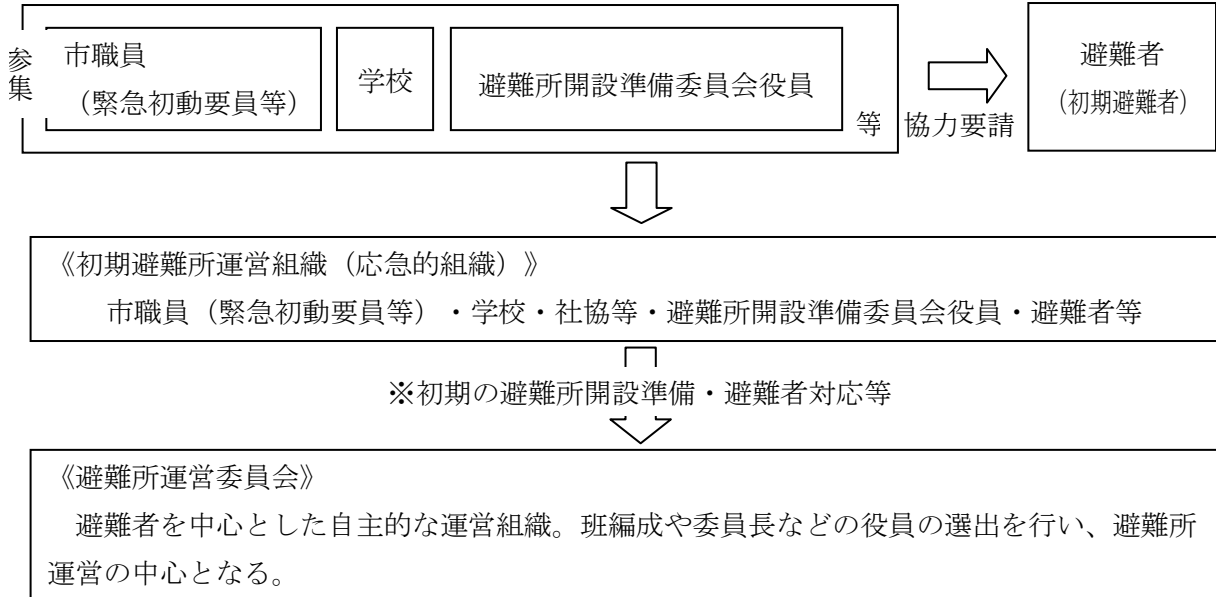 参集
市職員
（緊急初動要員等）
学校
避難所開設準備委員会役員
等
協力要請
避難者
（初期避難者）
《初期避難所運営組織（応急的組織）》
市職員（緊急初動要員等）・学校・社協等・避難所開設準備委員会役員・避難者等
※初期の避難所開設準備・避難者対応等
《避難所運営委員会》
避難者を中心とした自主的な運営組織。班編成や委員長などの役員の選出を行い、避難所
運営の中心となる。